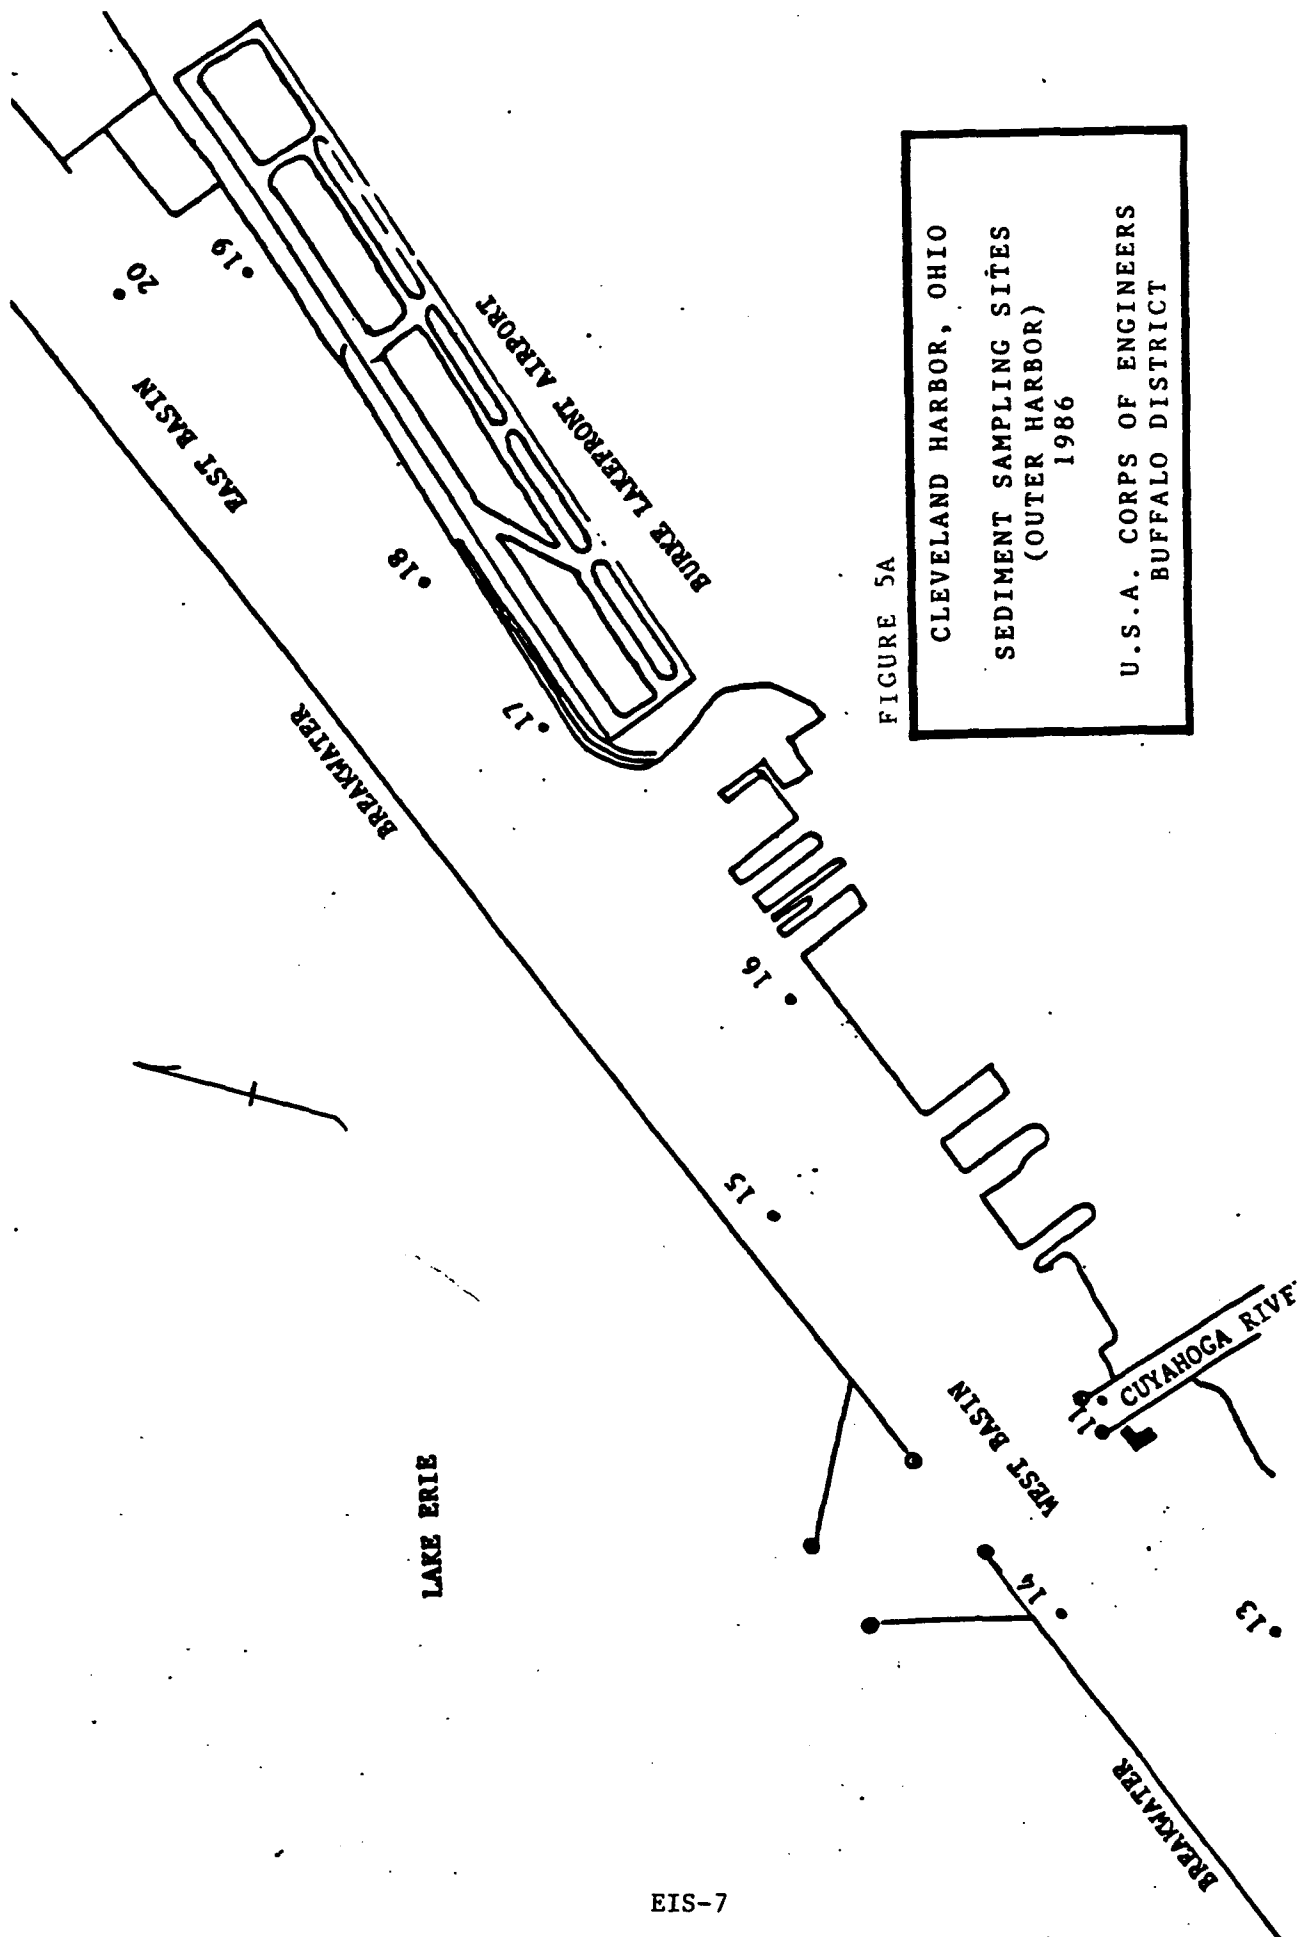 FIGURE 5A
CLEVELAND HARBOR, OHIO
SEDIMENT SAMPLING SITES
(OUTER HARBOR)
1986
U.S.A. CORPS OF ENGINEERS
BUFFALO DISTRICT
20
19
EAST BASIN
BURKE LAKEFRONT AIRPORT
18
17
BREAKWATER
16
15
LAKE ERIE
WEST BASIN
11
CUYAHOGA RIVE
14
13
BREAKWATER
EIS-7